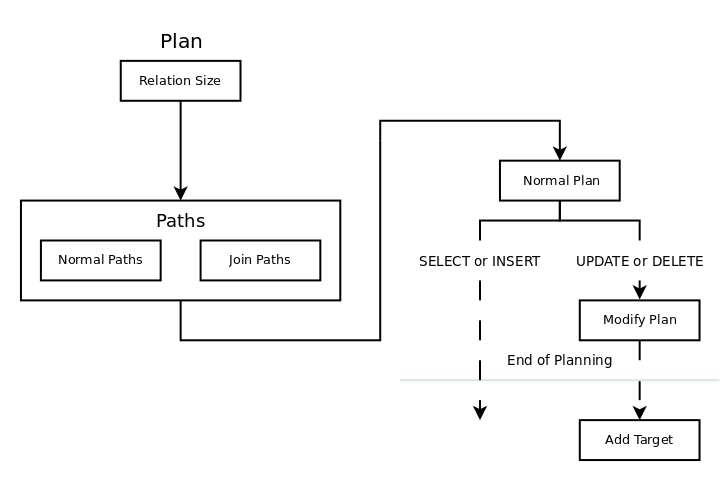 Plan
Relation Size
Paths
Normal Paths
Join Paths
Normal Plan
SELECT or INSERT
UPDATE or DELETE
Modify Plan
End of Planning
Add Target